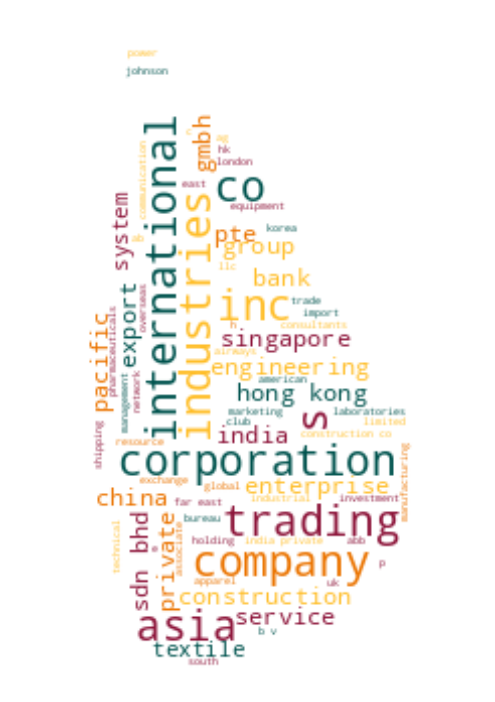 power
johnson
international
industries
gmbh
c
ag
hk
london
communication
east
co
equipment
system
ab
pte
korea
group
llc
bank
export
overseas
pharmaceuticals
inc
trade
import
pacific
h
consultants
singapore
management
network
airways
engineering
american
hong kong
marketing
s
laboratories
club
limited
india
construction co
shipping
resource
corporation
manufacturing
exchange
global
enterprise
china
far east
industrial
investment
sdn bhd
private
bureau
trading
technical
associate
e
holding
india private
abb
company
p
apparel
uk
construction
asia
service
b v
textile
south